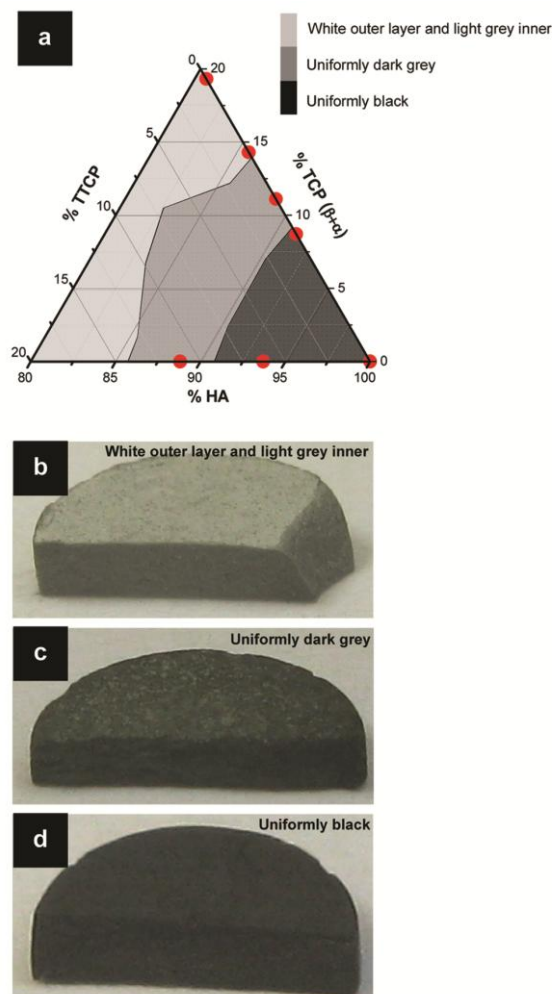 a
White outer layer and light grey inner
Uniformly dark grey
Uniformly black
0
20
5
15
% TTCP
% TCP (β+α)
10
10
15
5
20
0
80
85
90
95
100
% HA
b
White outer layer and light grey inner
c
Uniformly dark grey
d
Uniformly black